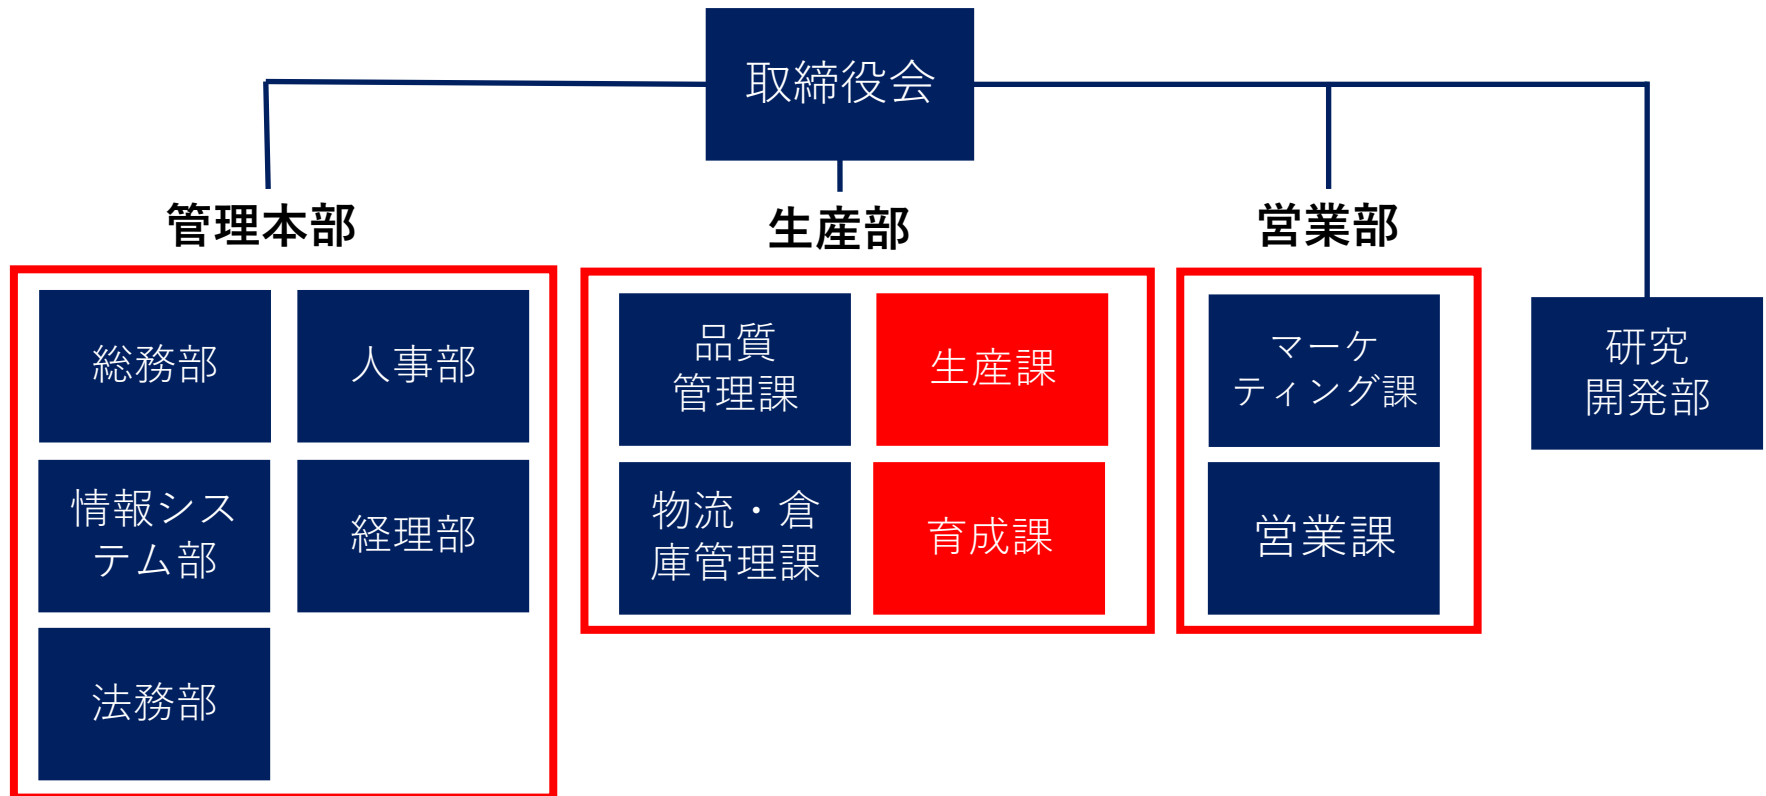 取締役会
管理本部
生産部
営業部
総務部
人事部
品質
管理課
生産課
マーケ
ティング課
研究
開発部
情報シス
テム部
経理部
物流・倉
庫管理課
育成課
営業課
法務部